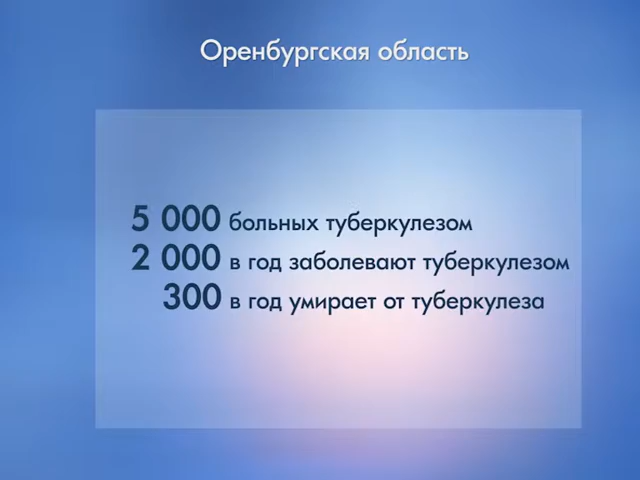 Оренбургская область
5 000 больных туберкулезом
2 000 в год заболевают туберкулезом
300 в год умирает от туберкулеза